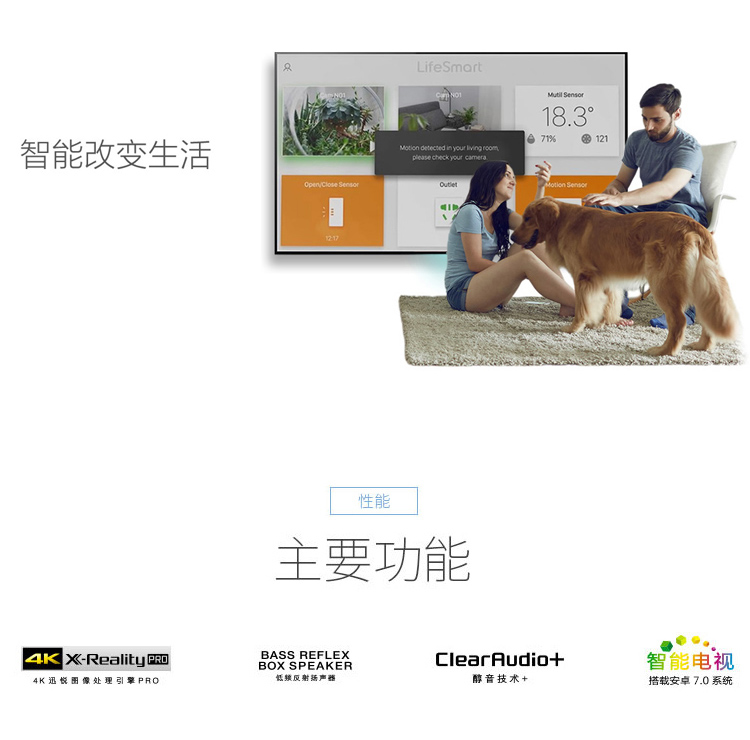 智能改变生活
LifeSmart
Cam NO1
Cam NO1
Mutil Sensor
18.3°
71%
121
Motion detected in your living room,
please check your camera.
Open/Close Sensor
12:17
Outlet
Motion Sensor
性能
主要功能
4K X-Reality PRO
4K迅锐图像处理引擎PRO
BASS REFLEX
BOX SPEAKER
低频反射扬声器
ClearAudio+
醇音技术+
智能电视
搭载安卓 7.0 系统